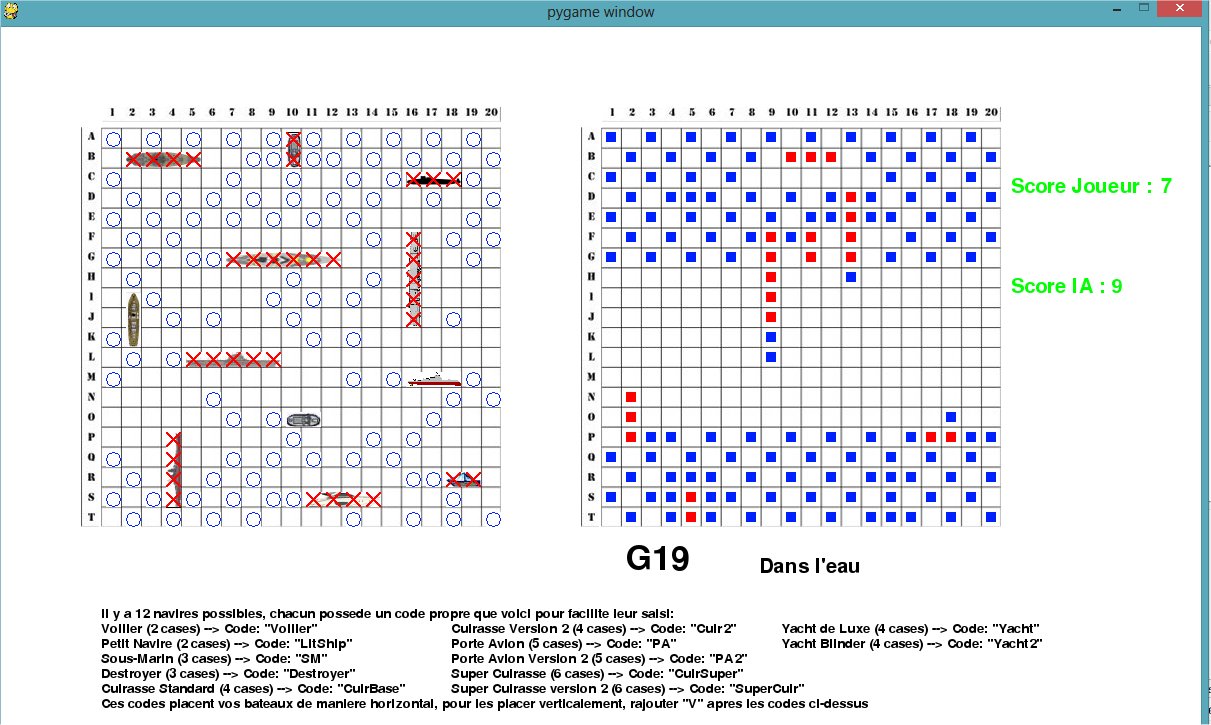 pygame window
1 2 3 4 5 6 7 8 9 10 11 12 13 14 15 16 17 18 19 20
A
B
C
D
E
F
G
H
I
J
K
L
M
N
O
P
Q
R
S
T
1 2 3 4 5 6 7 8 9 10 11 12 13 14 15 16 17 18 19 20
A
B
C
D
E
F
G
H
I
J
K
L
M
N
O
P
Q
R
S
T
Score Joueur : 7
Score IA : 9
G19
Dans l'eau
Il y a 12 navires possibles, chacun possede un code propre que voici pour facilite leur saisi:
Voilier (2 cases) --> Code: "Voilier"
Petit Navire (2 cases) --> Code: "LitShip"
Sous-Marin (3 cases) --> Code: "SM"
Destroyer (3 cases) --> Code: "Destroyer"
Cuirasse Standard (4 cases) --> Code: "CuirBase"
Cuirasse Version 2 (4 cases) --> Code: "Cuir2"
Porte Avion (5 cases) --> Code: "PA"
Porte Avion Version 2 (5 cases) --> Code: "PA2"
Super Cuirasse (6 cases) --> Code: "CuirSuper"
Super Cuirasse version 2 (6 cases) --> Code: "SuperCuir"
Yacht de Luxe (4 cases) --> Code: "Yacht"
Yacht Blinder (4 cases) --> Code: "Yacht2"
Ces codes placent vos bateaux de maniere horizontal, pour les placer verticalement, rajouter "V" apres les codes ci-dessus